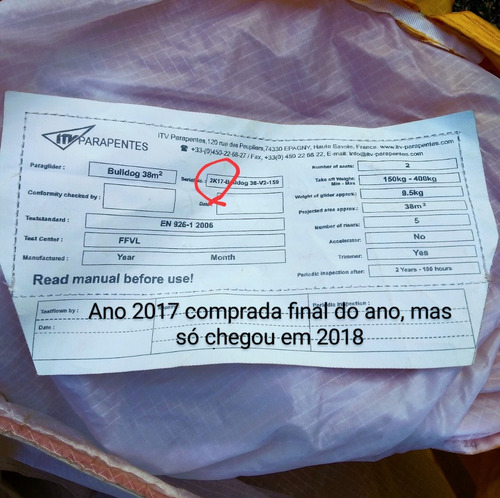 iTV PARAPENTES
iTV Parapentes, 120 rue des Peupliers, 74330 EPAGNY, Haute Savoie, France. www.itv-parapentes.com
☎ +33-(0)450-22-68-27 / Fax, +33(0) 450 22 68 22, E-mail: info@itv-parapentes.com
Paraglider : Bulldog 38m² Serial no. : 2K17-Bulldog 38-V2-159
Conformity checked by : Date:
Teststandard : EN 926-1 2006
Test Center : FFVL
Manufactured : Year Month
Read manual before use!
Number of seats: 2
Take off Weight: Min - Max 150kg - 400kg
Weight of glider approx.: 8.5kg
Projected area approx.: 38m²
Number of risers: 5
Accelerator: No
Trimmer: Yes
Periodic inspection after: 2 Years - 150 hours
Testflown by : Periodic inspection :
Date :
Ano 2017 comprada final do ano, mas
só chegou em 2018